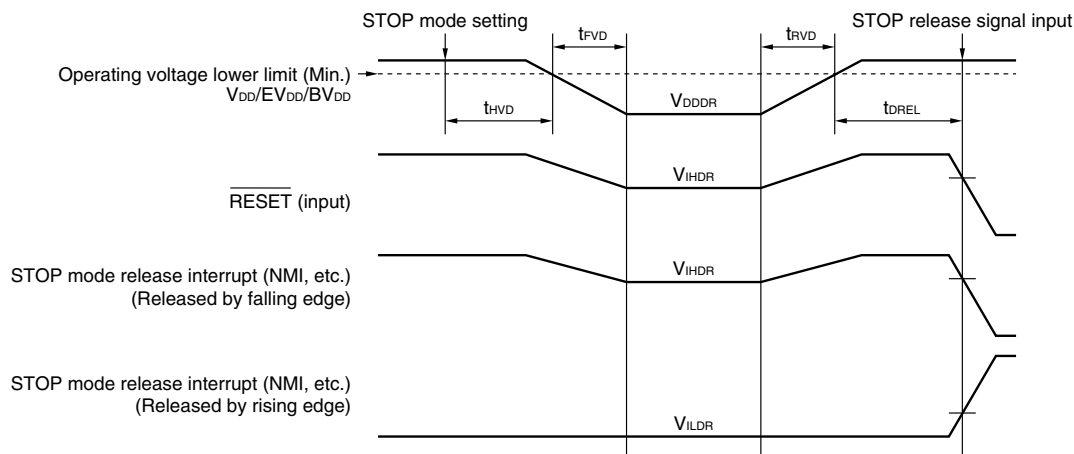 STOP mode setting
STOP release signal input
tFVD
tRVD
Operating voltage lower limit (Min.)
VDD/EVDD/BVDD
VDDDR
tHVD
tDREL
VIHDR
RESET (input)
VIHDR
STOP mode release interrupt (NMI, etc.)
(Released by falling edge)
STOP mode release interrupt (NMI, etc.)
(Released by rising edge)
VILDR